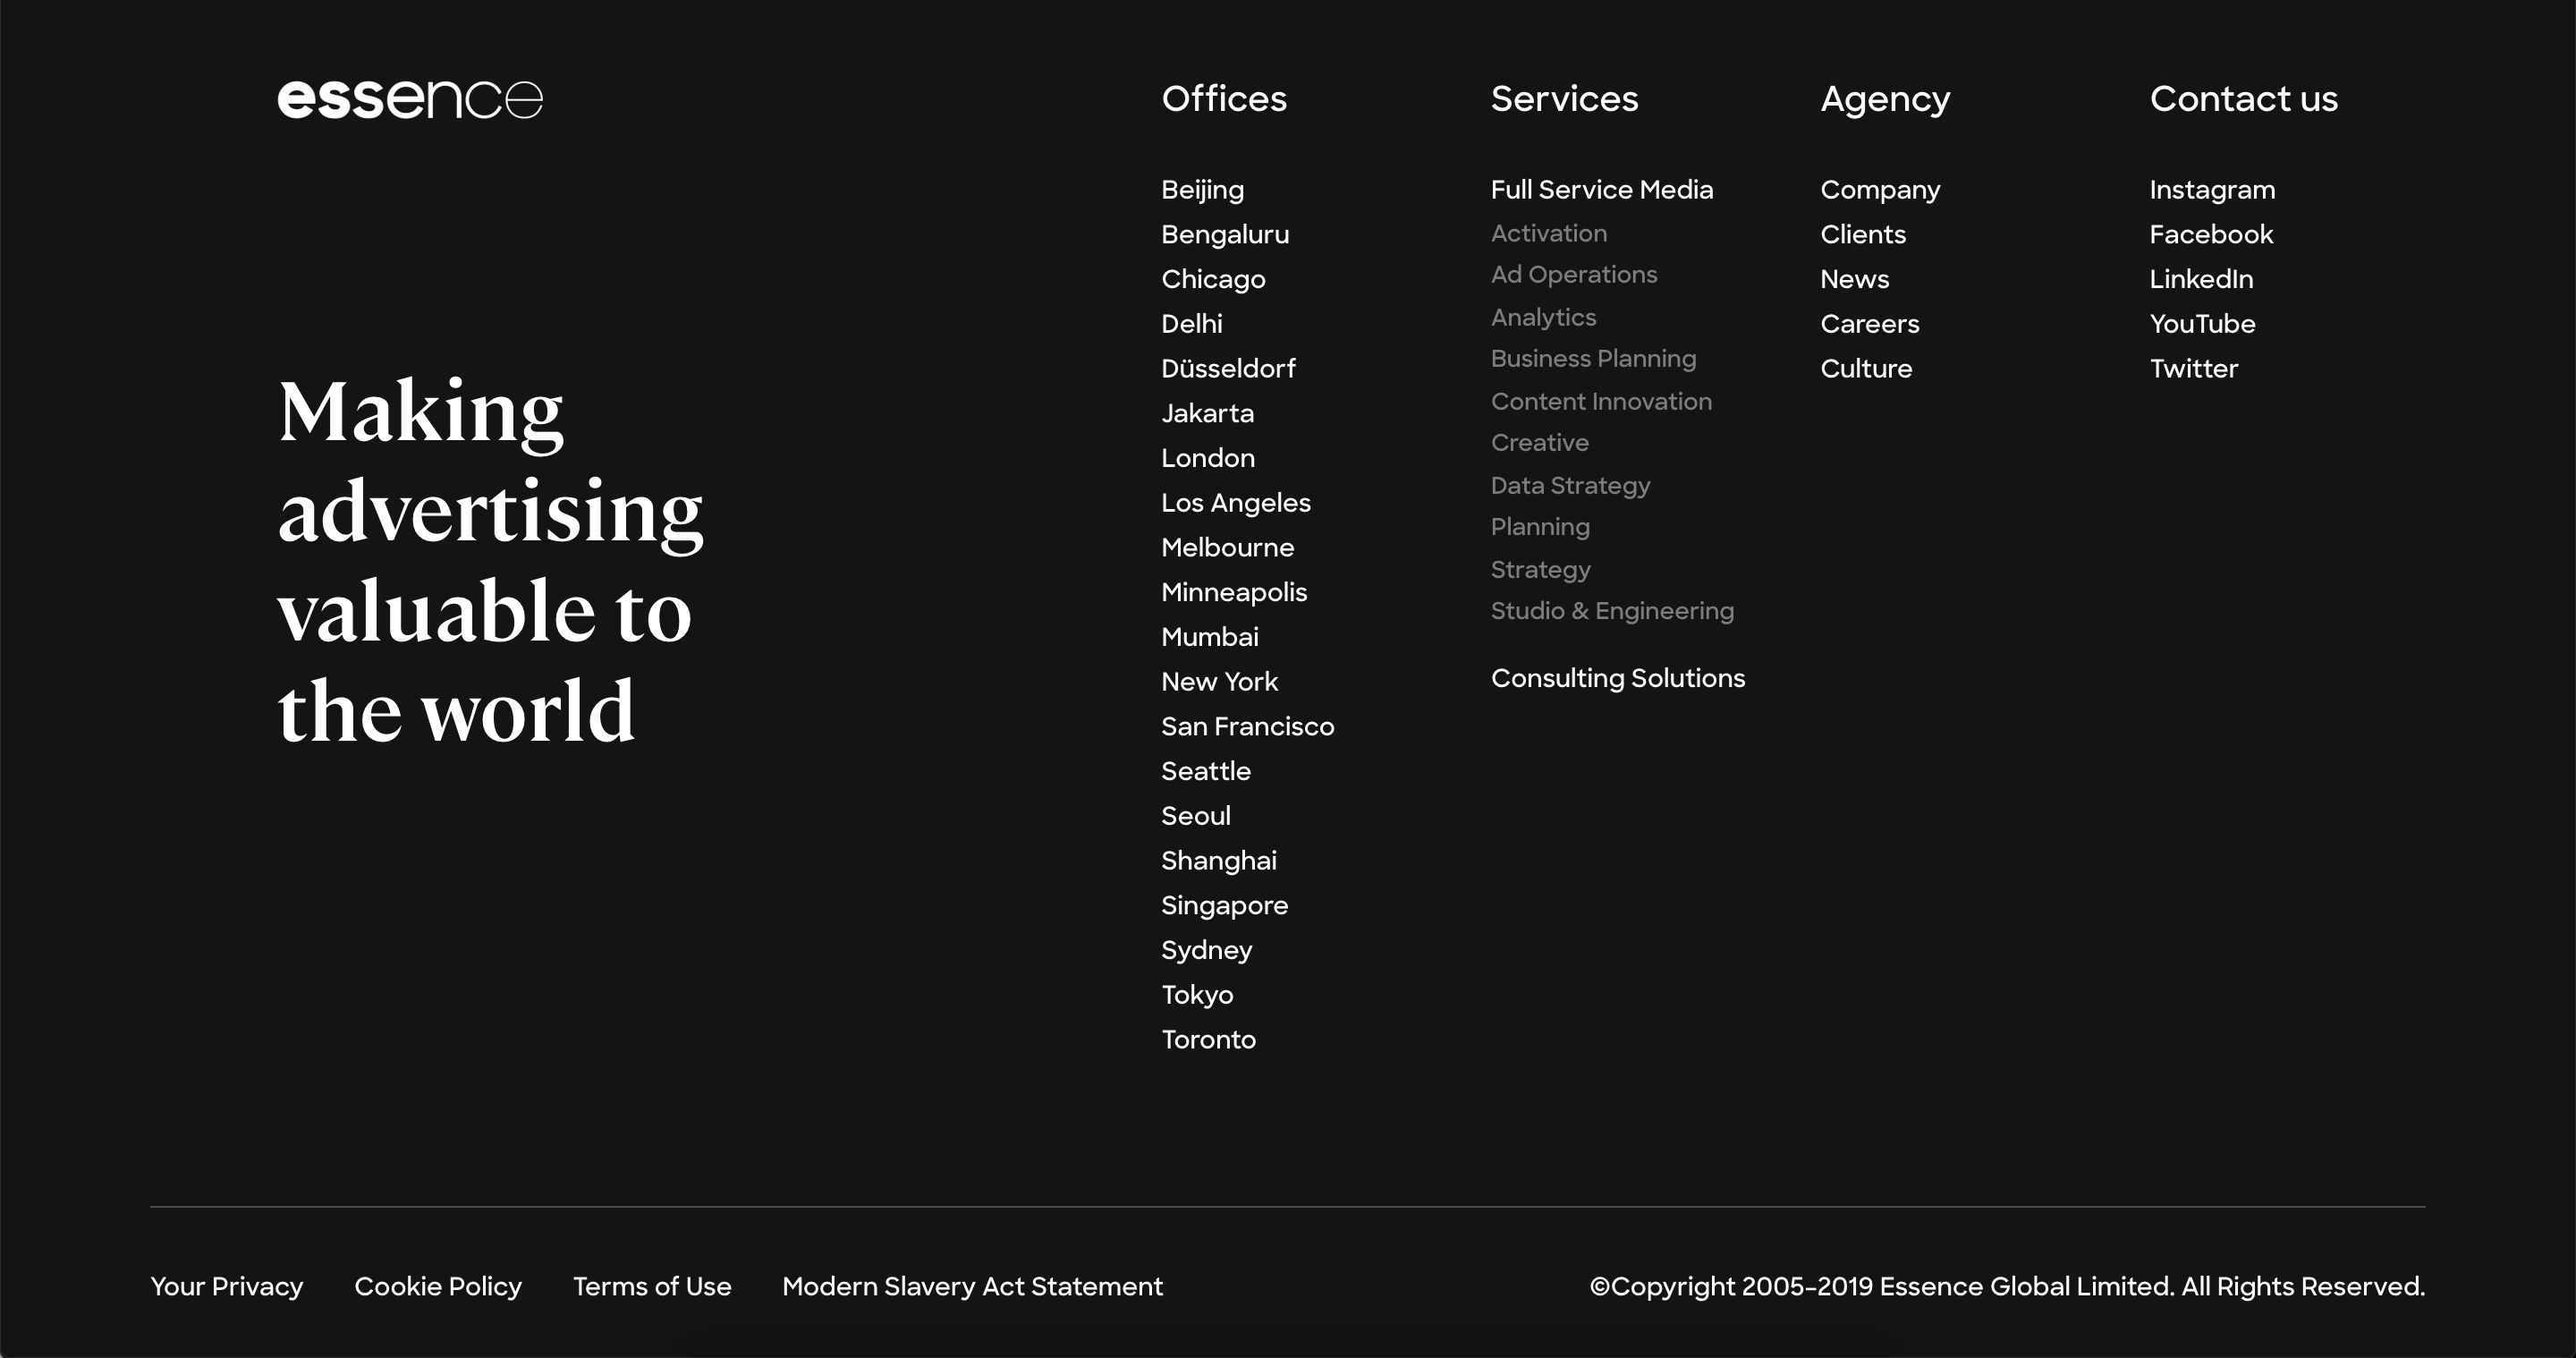 essence
Making
advertising
valuable to
the world
Offices
Beijing
Bengaluru
Chicago
Delhi
Düsseldorf
Jakarta
London
Los Angeles
Melbourne
Minneapolis
Mumbai
New York
San Francisco
Seattle
Seoul
Shanghai
Singapore
Sydney
Tokyo
Toronto
Services
Full Service Media
Activation
Ad Operations
Analytics
Business Planning
Content Innovation
Creative
Data Strategy
Planning
Strategy
Studio & Engineering
Consulting Solutions
Agency
Company
Clients
News
Careers
Culture
Contact us
Instagram
Facebook
LinkedIn
YouTube
Twitter
Your Privacy Cookie Policy Terms of Use Modern Slavery Act Statement
©Copyright 2005–2019 Essence Global Limited. All Rights Reserved.